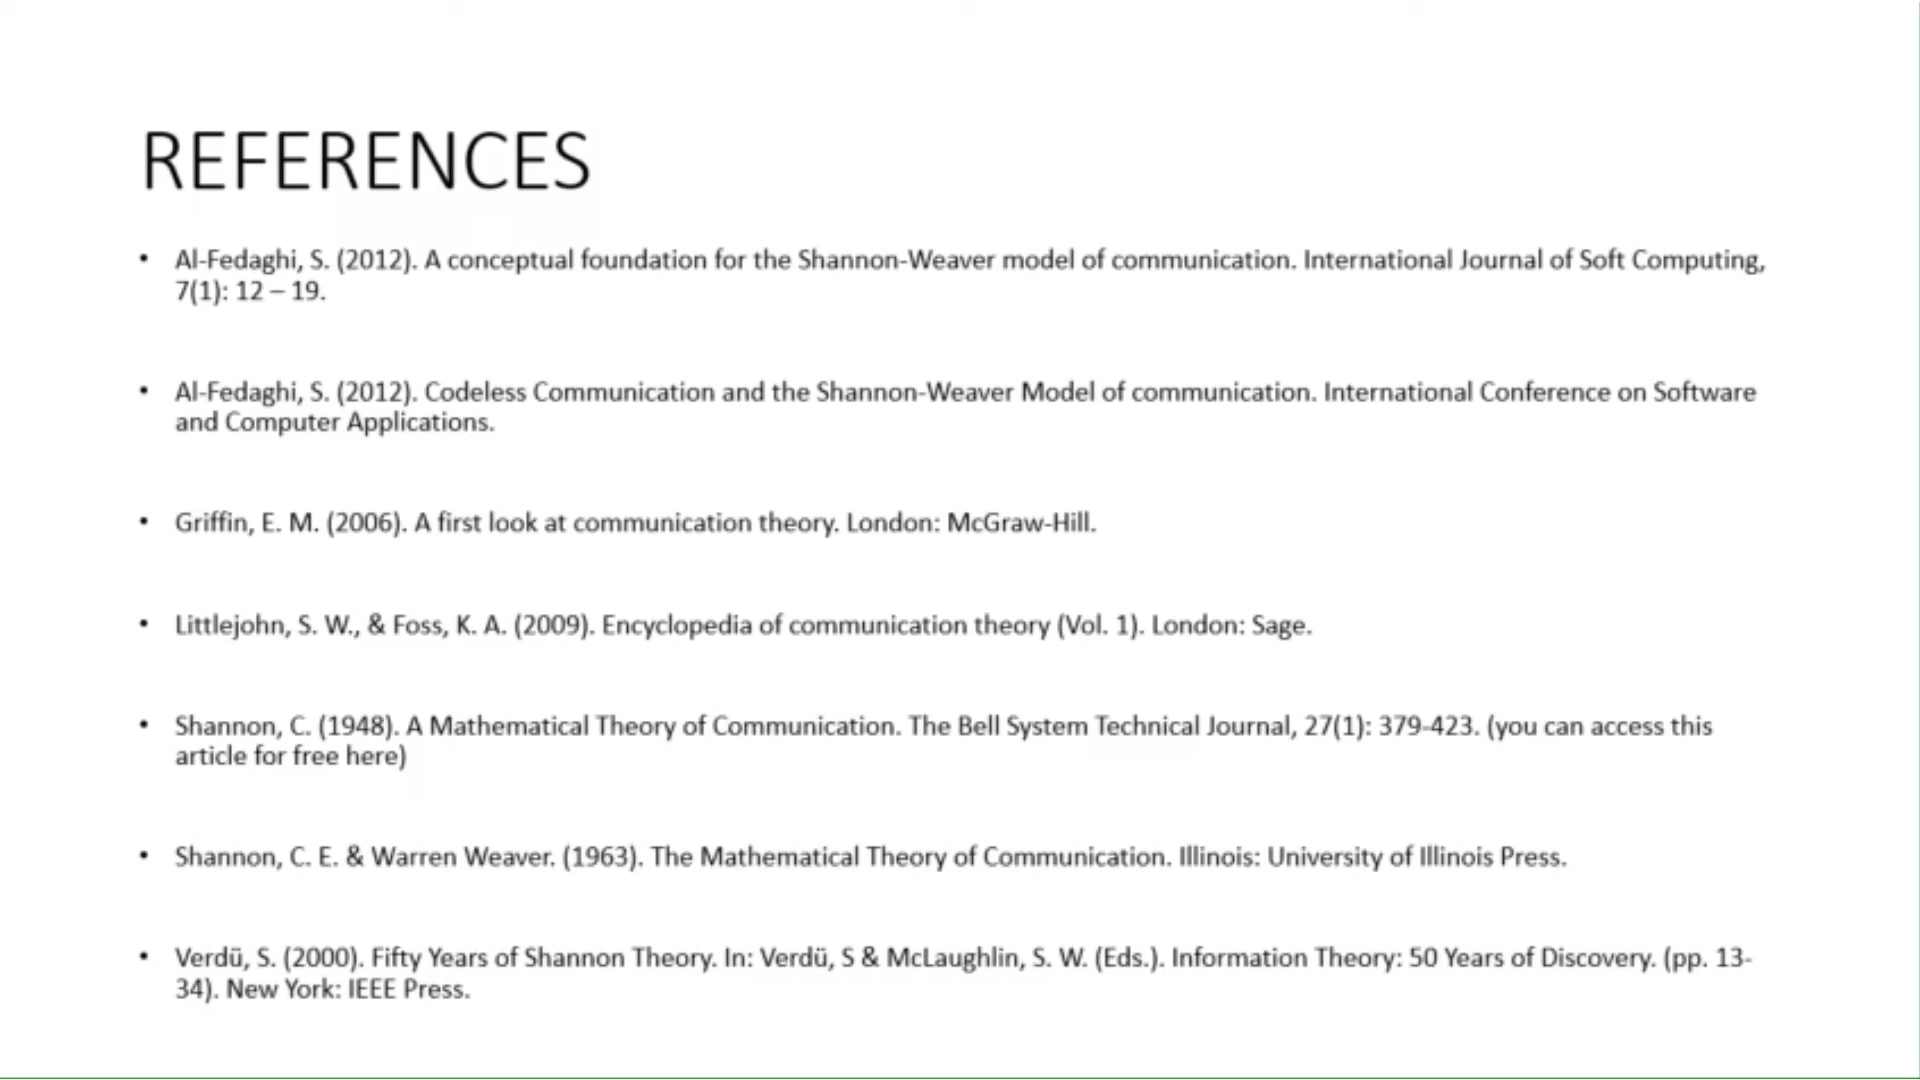 REFERENCES
• Al-Fedaghi, S. (2012). A conceptual foundation for the Shannon-Weaver model of communication. International Journal of Soft Computing,
7(1): 12 – 19.
• Al-Fedaghi, S. (2012). Codeless Communication and the Shannon-Weaver Model of communication. International Conference on Software
and Computer Applications.
• Griffin, E. M. (2006). A first look at communication theory. London: McGraw-Hill.
• Littlejohn, S. W., & Foss, K. A. (2009). Encyclopedia of communication theory (Vol. 1). London: Sage.
• Shannon, C. (1948). A Mathematical Theory of Communication. The Bell System Technical Journal, 27(1): 379-423. (you can access this
article for free here)
• Shannon, C. E. & Warren Weaver. (1963). The Mathematical Theory of Communication. Illinois: University of Illinois Press.
• Verdü, S. (2000). Fifty Years of Shannon Theory. In: Verdü, S & McLaughlin, S. W. (Eds.). Information Theory: 50 Years of Discovery. (pp. 13-
34). New York: IEEE Press.